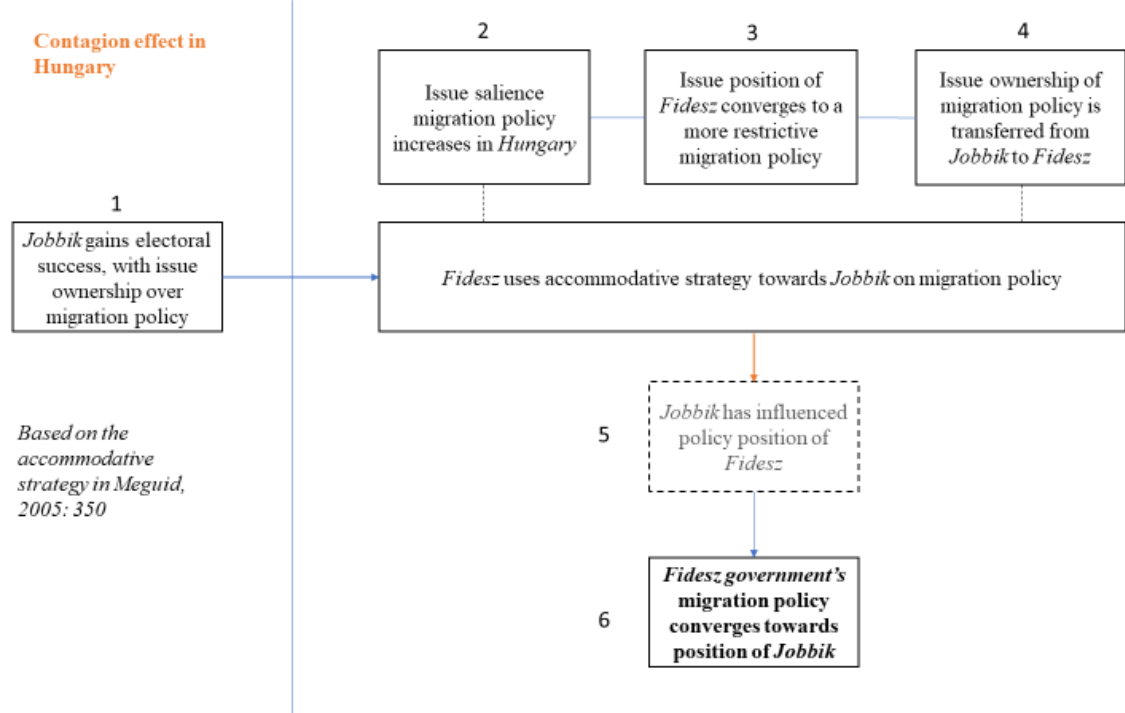 Contagion effect in
Hungary
2
Issue salience
migration policy
increases in Hungary
3
Issue position of
Fidesz converges to a
more restrictive
migration policy
4
Issue ownership of
migration policy is
transferred from
Jobbik to Fidesz
1
Jobbik gains electoral
success, with issue
ownership over
migration policy
Fidesz uses accommodative strategy towards Jobbik on migration policy
Based on the
accommodative
strategy in Meguid,
2005: 350
5
Jobbik has influenced
policy position of
Fidesz
6
Fidesz government's
migration policy
converges towards
position of Jobbik